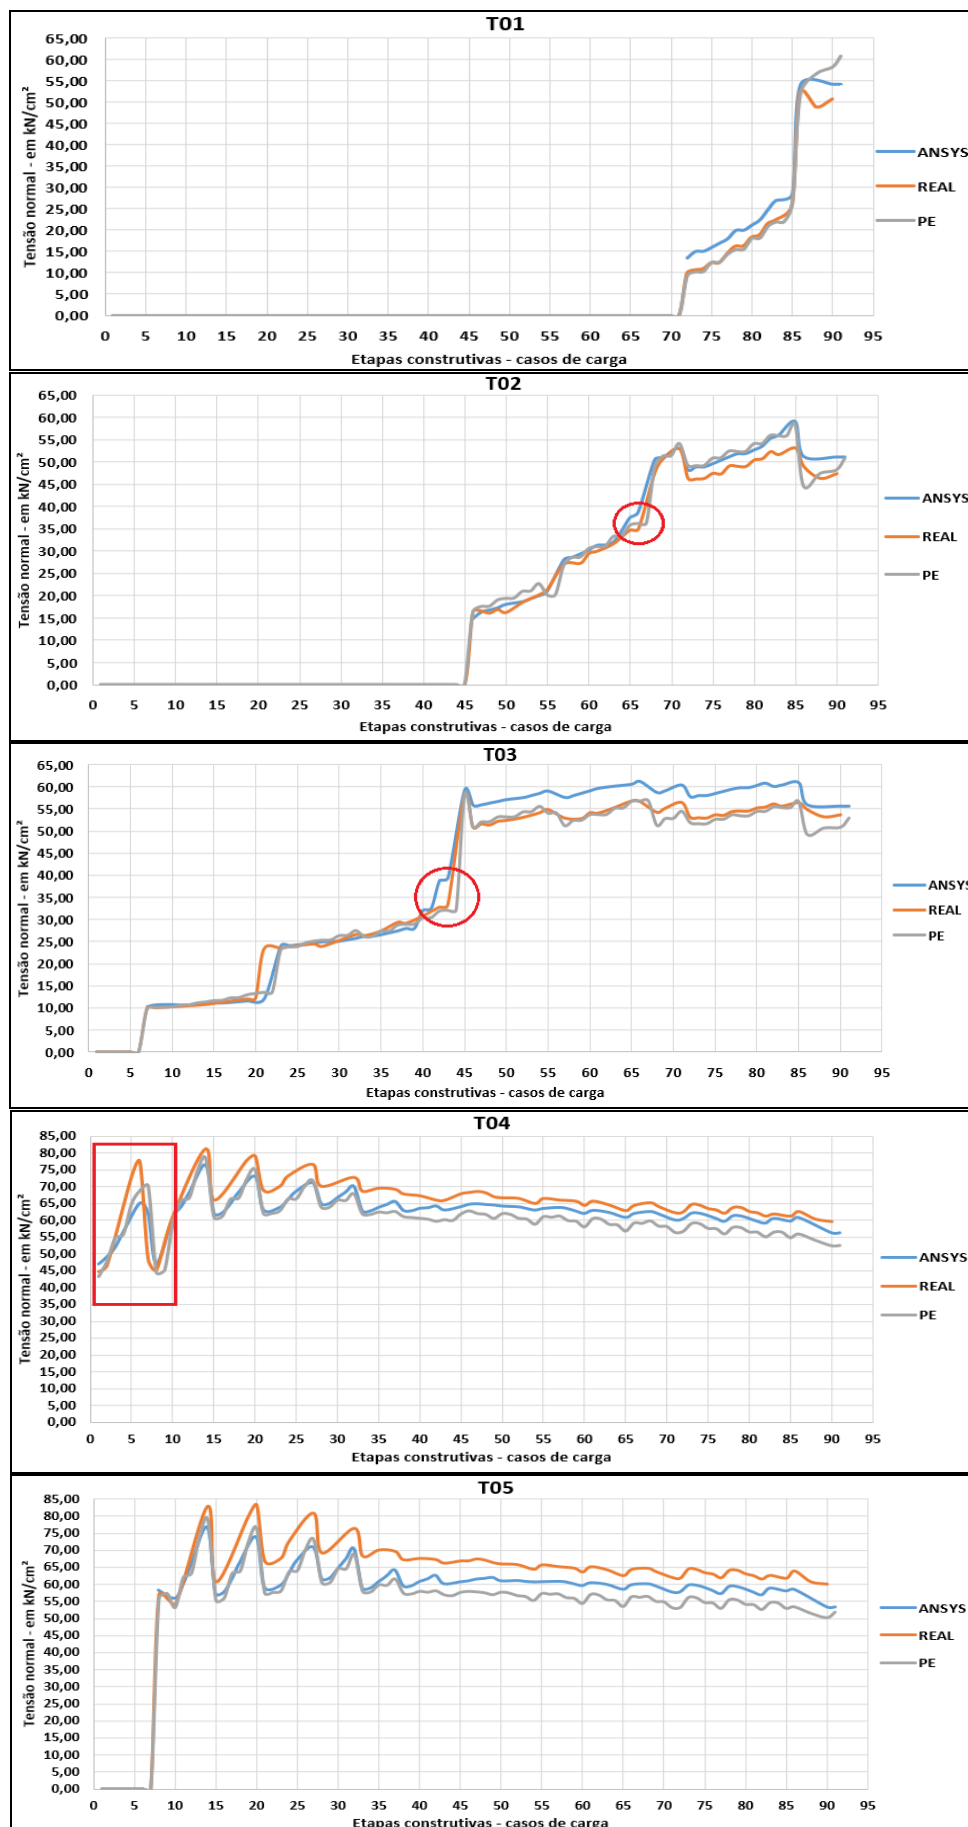 T01
65,00
60,00
55,00
50,00
45,00
40,00
35,00
30,00
25,00
20,00
15,00
10,00
5,00
0,00
Tensão normal - em kN/cm²
0 5 10 15 20 25 30 35 40 45 50 55 60 65 70 75 80 85 90 95
Etapas construtivas - casos de carga
ANSYS
REAL
PE
T02
65,00
60,00
55,00
50,00
45,00
40,00
35,00
30,00
25,00
20,00
15,00
10,00
5,00
0,00
Tensão normal - em kN/cm²
0 5 10 15 20 25 30 35 40 45 50 55 60 65 70 75 80 85 90 95
Etapas construtivas - casos de carga
ANSYS
REAL
PE
T03
65,00
60,00
55,00
50,00
45,00
40,00
35,00
30,00
25,00
20,00
15,00
10,00
5,00
0,00
Tensão normal - em kN/cm²
0 5 10 15 20 25 30 35 40 45 50 55 60 65 70 75 80 85 90 95
Etapas construtivas - casos de carga
ANSYS
REAL
PE
T04
85,00
80,00
75,00
70,00
65,00
60,00
55,00
50,00
45,00
40,00
35,00
30,00
25,00
20,00
15,00
10,00
5,00
0,00
Tensão normal - em kN/cm²
0 5 10 15 20 25 30 35 40 45 50 55 60 65 70 75 80 85 90 95
Etapas construtivas - casos de carga
ANSYS
REAL
PE
T05
85,00
80,00
75,00
70,00
65,00
60,00
55,00
50,00
45,00
40,00
35,00
30,00
25,00
20,00
15,00
10,00
5,00
0,00
Tensão normal - em kN/cm²
0 5 10 15 20 25 30 35 40 45 50 55 60 65 70 75 80 85 90 95
Etapas construtivas - casos de carga
ANSYS
REAL
PE